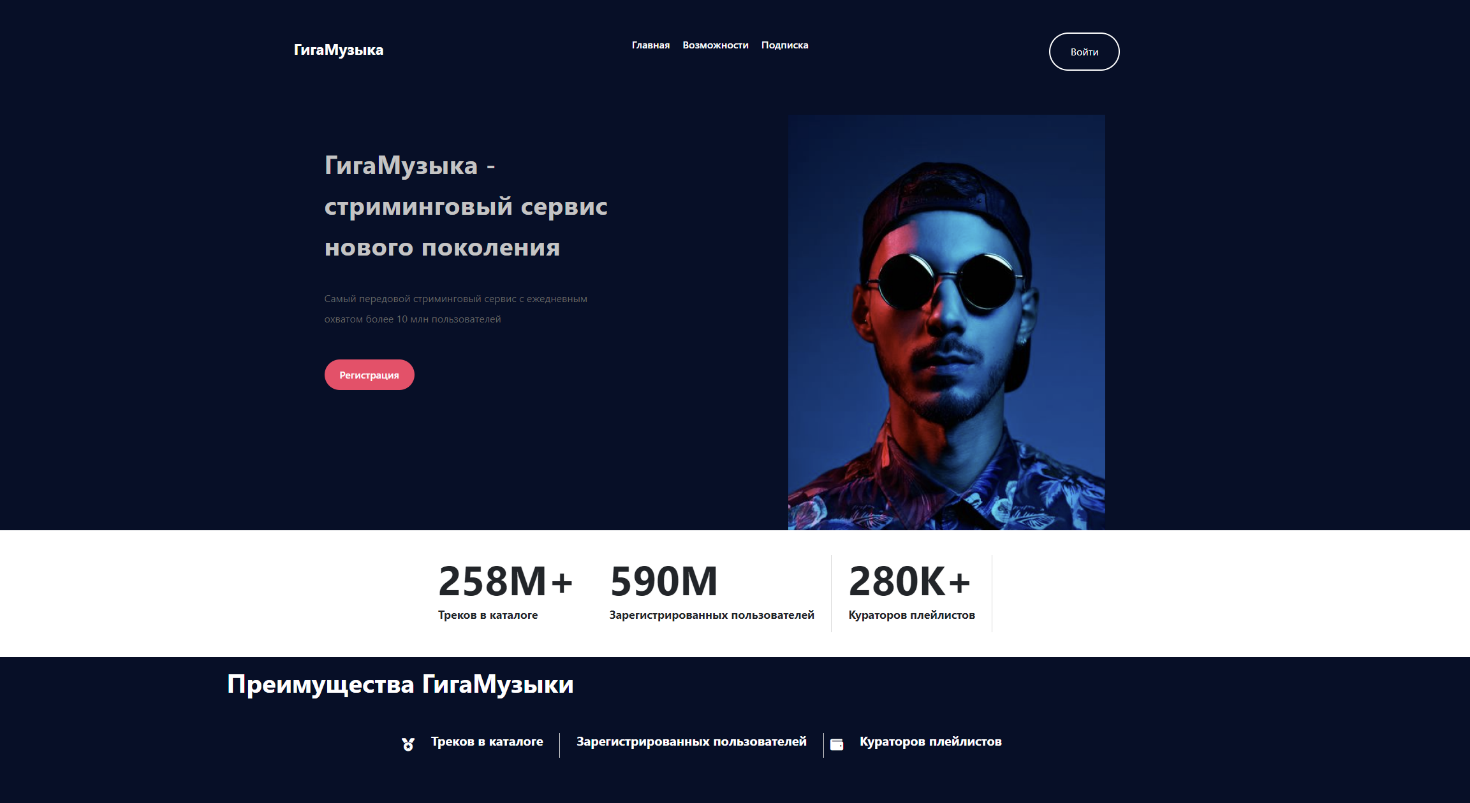 ГигаМузыка
Главная Возможности Подписка
Войти
ГигаМузыка -
стриминговый сервис
нового поколения
Самый передовой стриминговый сервис с ежедневным
охватом более 10 млн пользователей
Регистрация
258M+ 590M 280K+
Треков в каталоге Зарегистрированных пользователей Кураторов плейлистов
Преимущества ГигаМузыки
Треков в каталоге Зарегистрированных пользователей Кураторов плейлистов